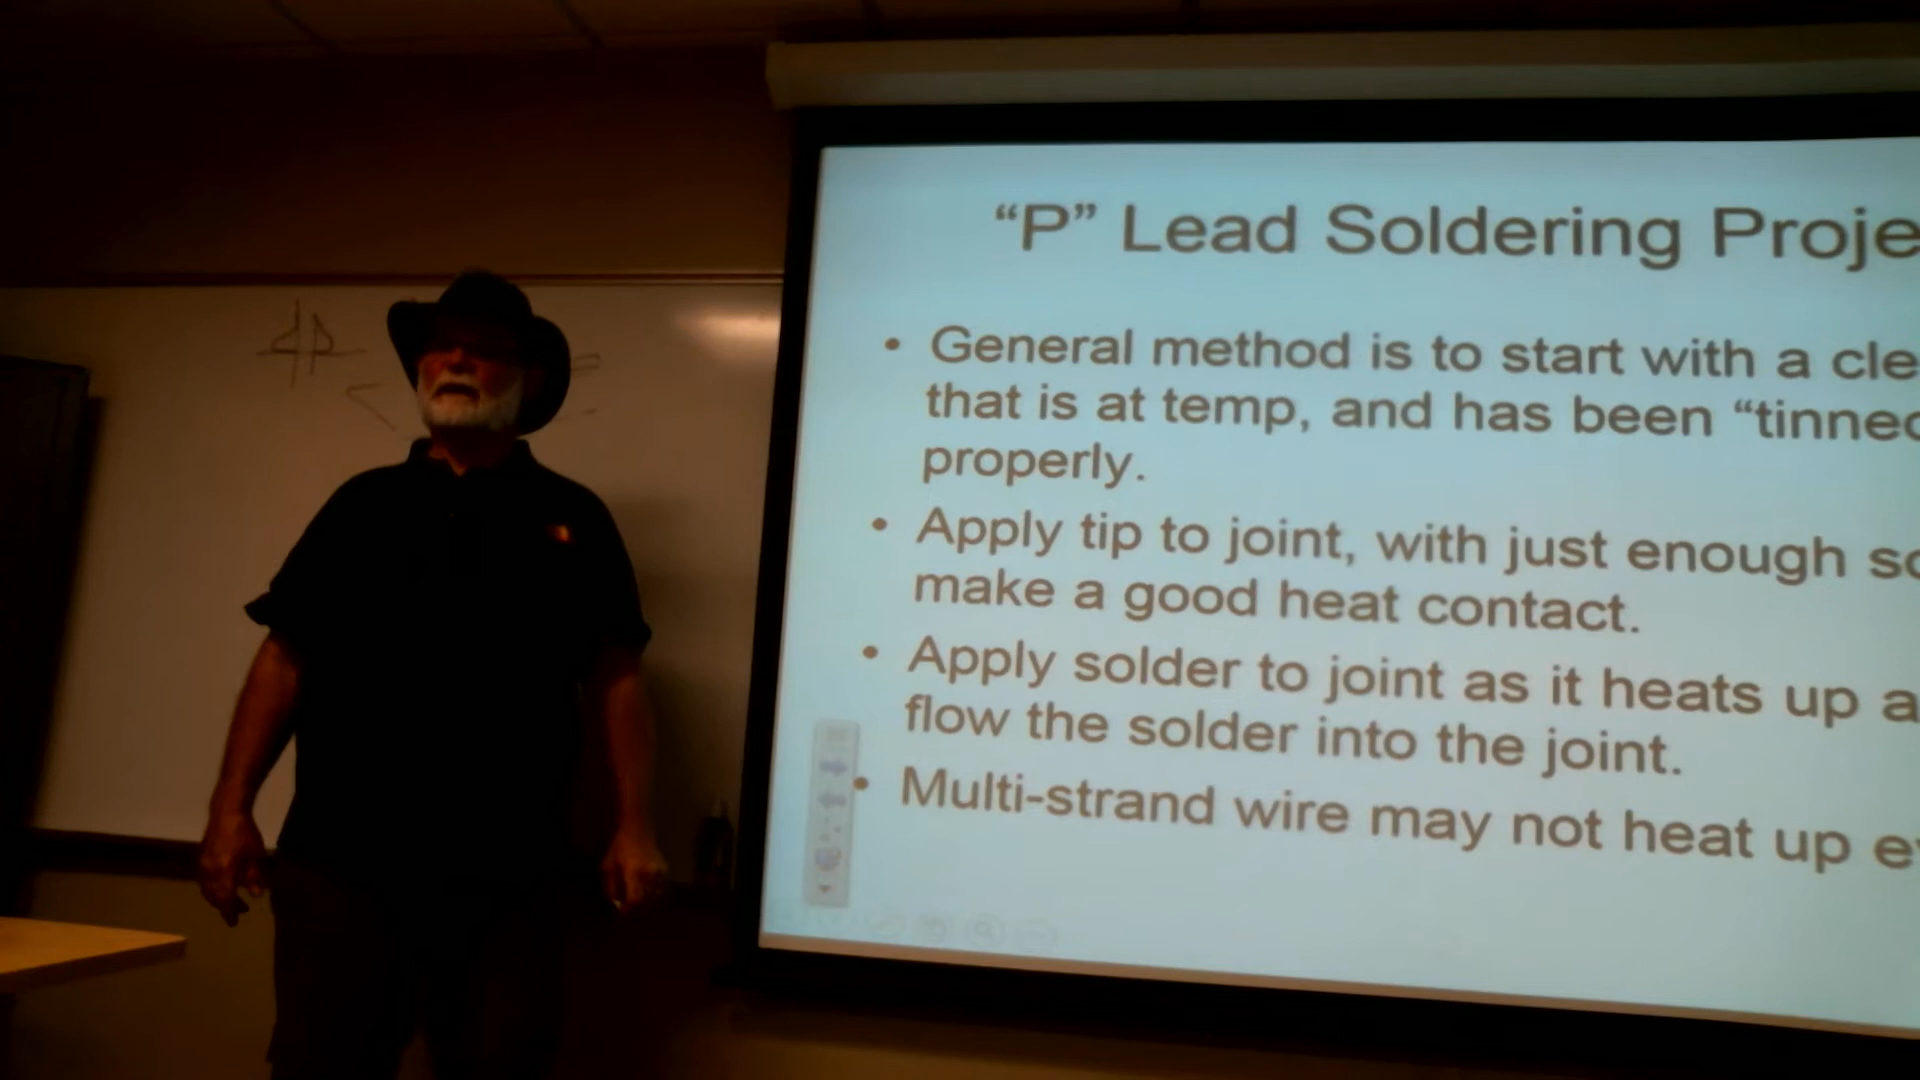 “P” Lead Soldering Proje
• General method is to start with a cle
that is at temp, and has been “tinned
properly.
• Apply tip to joint, with just enough so
make a good heat contact.
• Apply solder to joint as it heats up a
flow the solder into the joint.
• Multi-strand wire may not heat up e